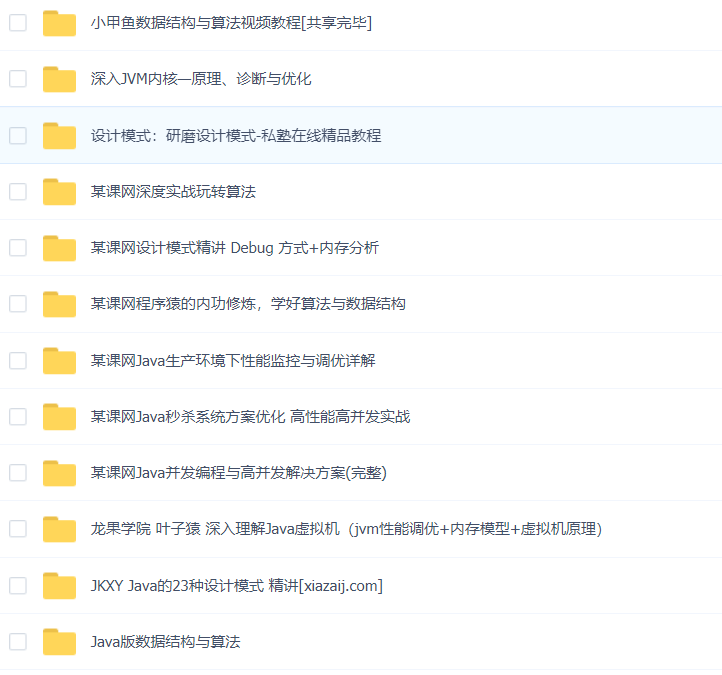 小甲鱼数据结构与算法视频教程[共享完毕]
深入JVM内核—原理、诊断与优化
设计模式：研磨设计模式-私塾在线精品教程
某课网深度实战玩转算法
某课网设计模式精讲 Debug 方式+内存分析
某课网程序猿的内功修炼，学好算法与数据结构
某课网Java生产环境下性能监控与调优详解
某课网Java秒杀系统方案优化 高性能高并发实战
某课网Java并发编程与高并发解决方案(完整)
龙果学院 叶子猿 深入理解Java虚拟机（jvm性能调优+内存模型+虚拟机原理）
JKXY Java的23种设计模式 精讲[xiazaij.com]
Java版数据结构与算法